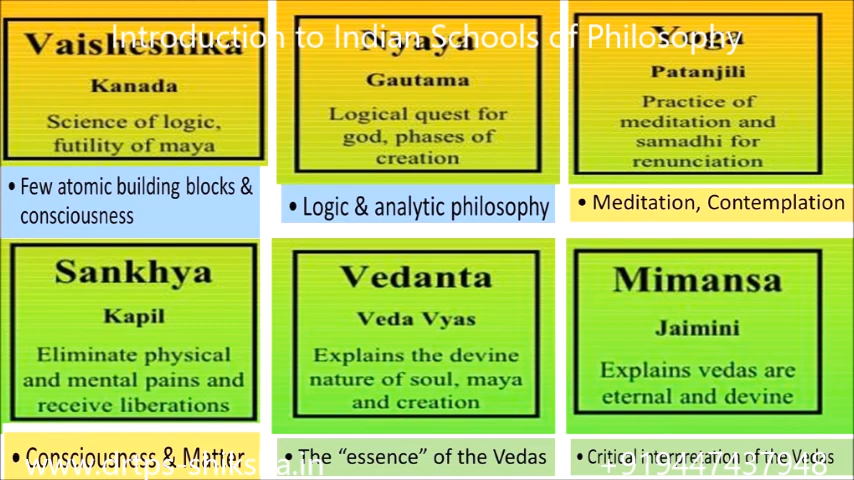 Introduction to Indian Schools of Philosophy
Vaisheshika
Kanada
Science of logic,
futility of maya
• Few atomic building blocks &
consciousness
Nyaya
Gautama
Logical quest for
god, phases of
creation
• Logic & analytic philosophy
Yoga
Patanjili
Practice of
meditation and
samadhi for
renunciation
• Meditation, Contemplation
Sankhya
Kapil
Eliminate physical
and mental pains and
receive liberations
• Consciousness & Matter
Vedanta
Veda Vyas
Explains the devine
nature of soul, maya
and creation
• The “essence” of the Vedas
Mimansa
Jaimini
Explains vedas are
eternal and devine
• Critical interpretation of the Vedas
+919447437948